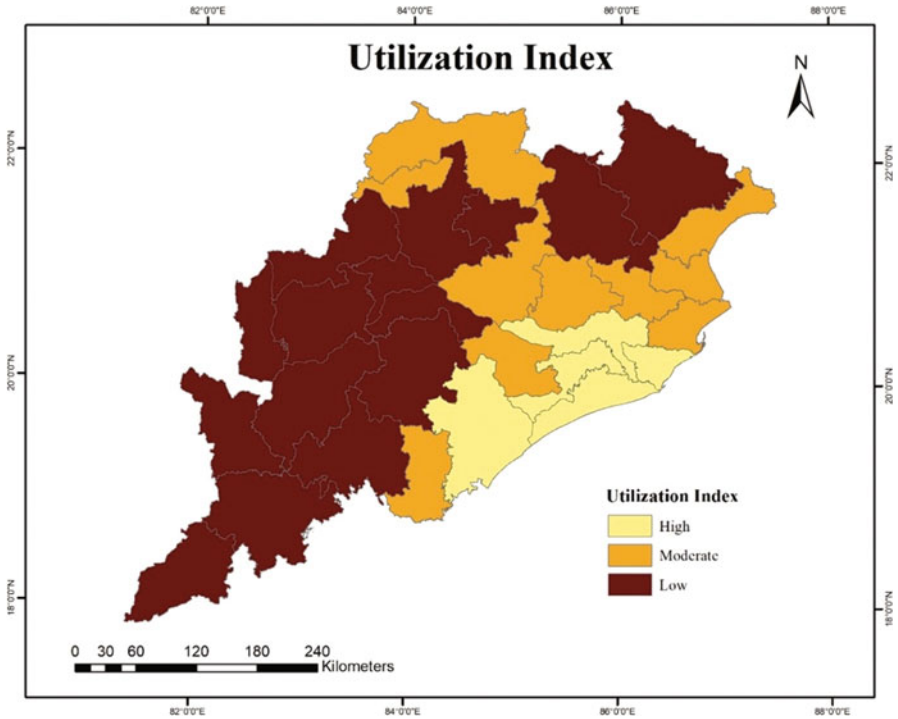 82°0'0"E 84°0'0"E 86°0'0"E 88°0'0"E
Utilization Index
N
22°0'0"N 22°0'0"N
20°0'0"N 20°0'0"N
Utilization Index
High
Moderate
Low
18°0'0"N 18°0'0"N
0 30 60 120 180 240
Kilometers
82°0'0"E 84°0'0"E 86°0'0"E 88°0'0"E